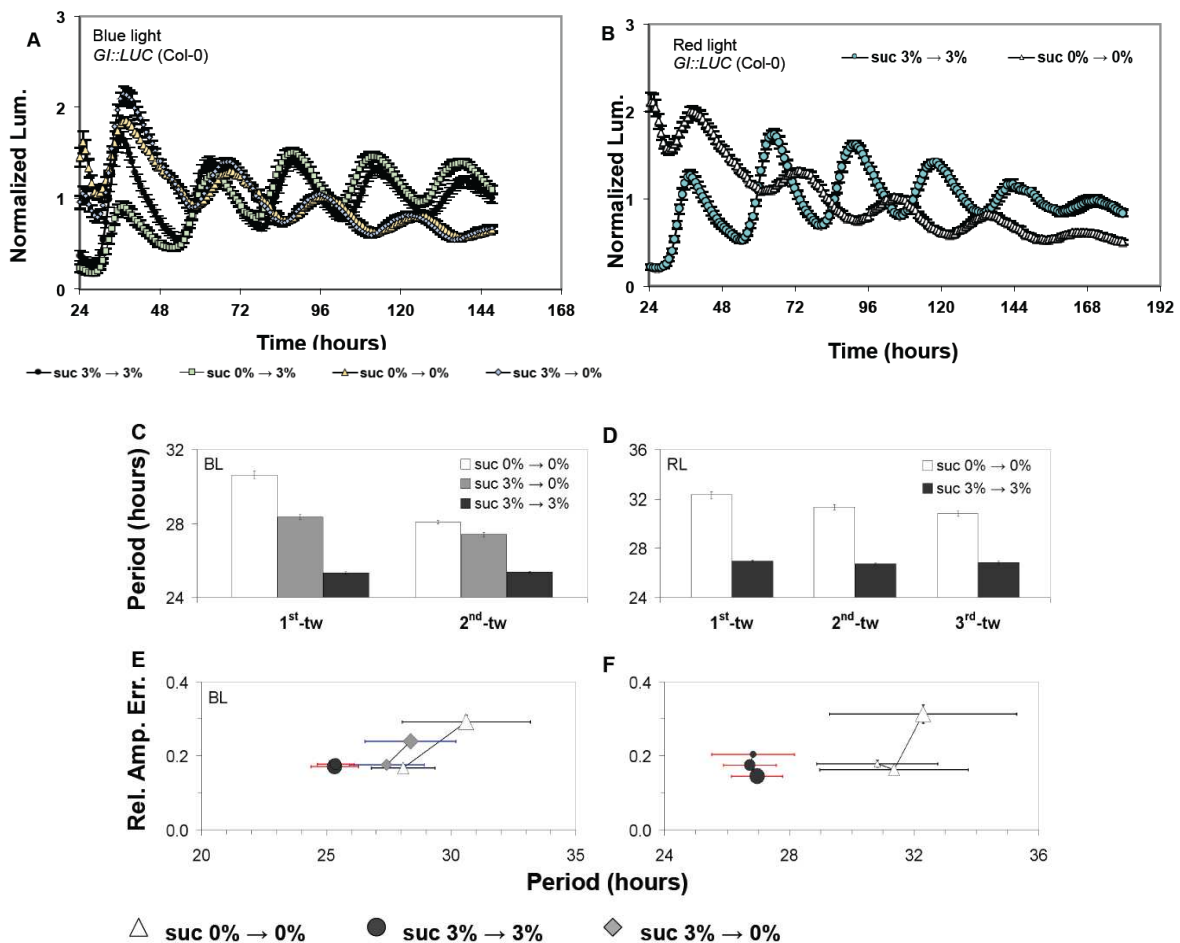 A
Blue light
GI::LUC (Col-0)
3
2
1
0
Normalized Lum.
24 48 72 96 120 144 168
Time (hours)
suc 3% → 3% suc 0% → 3% suc 0% → 0% suc 3% → 0%
B
Red light
GI::LUC (Col-0)
suc 3% → 3% suc 0% → 0%
3
2
1
0
Normalized Lum.
24 48 72 96 120 144 168 192
Time (hours)
C
BL
Period (hours)
32
28
24
suc 0% → 0%
suc 3% → 0%
suc 3% → 3%
1st-tw 2nd-tw
D
RL
36
32
28
24
suc 0% → 0%
suc 3% → 3%
1st-tw 2nd-tw 3rd-tw
E
BL
Rel. Amp. Err.
0.4
0.2
0.0
20 25 30 35
F
0.4
0.2
0.0
24 28 32 36
Period (hours)
suc 0% → 0% suc 3% → 3% suc 3% → 0%